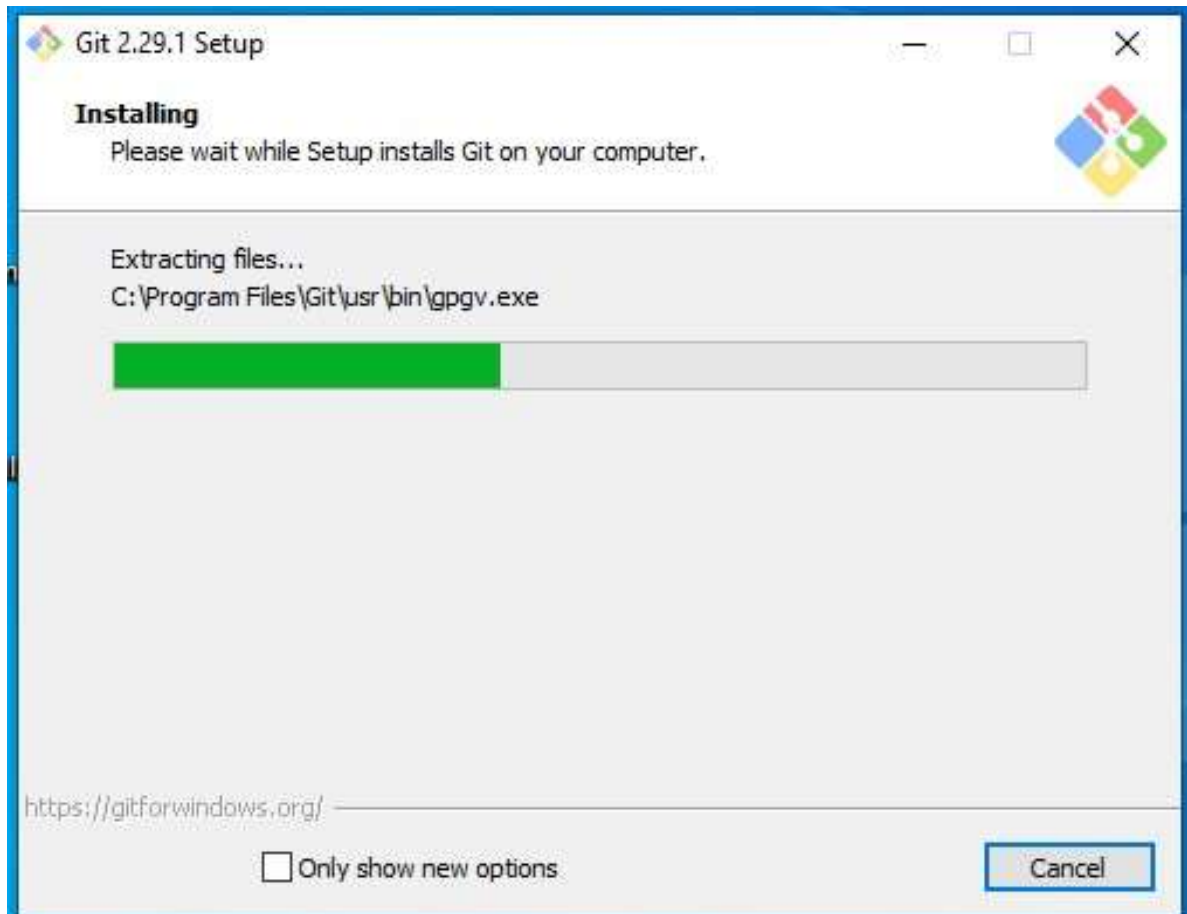 Git 2.29.1 Setup
Installing
Please wait while Setup installs Git on your computer.
Extracting files...
C:\Program Files\Git\usr\bin\gpgv.exe
https://gitforwindows.org/
Only show new options
Cancel